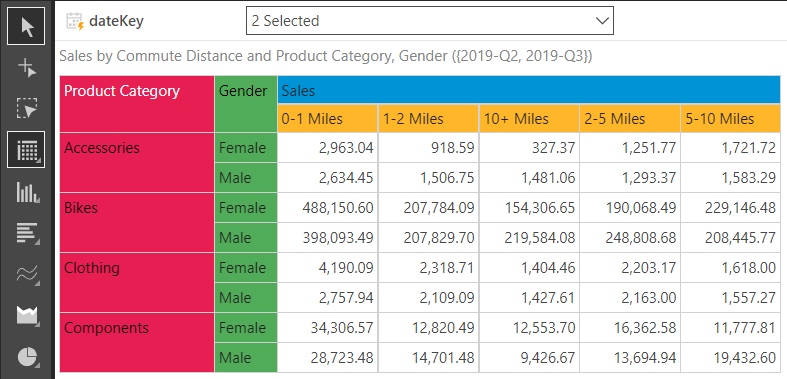 dateKey 2 Selected
Sales by Commute Distance and Product Category, Gender ({2019-Q2, 2019-Q3})
Product Category Gender Sales
0-1 Miles 1-2 Miles 10+ Miles 2-5 Miles 5-10 Miles
Accessories Female 2,963.04 918.59 327.37 1,251.77 1,721.72
Male 2,634.45 1,506.75 1,481.06 1,293.37 1,583.29
Bikes Female 488,150.60 207,784.09 154,306.65 190,068.49 229,146.48
Male 398,093.49 207,829.70 219,584.08 248,808.68 208,445.77
Clothing Female 4,190.09 2,318.71 1,404.46 2,203.17 1,618.00
Male 2,757.94 2,109.09 1,427.61 2,163.00 1,557.27
Components Female 34,306.57 12,820.49 12,553.70 16,362.58 11,777.81
Male 28,723.48 14,701.48 9,426.67 13,694.94 19,432.60